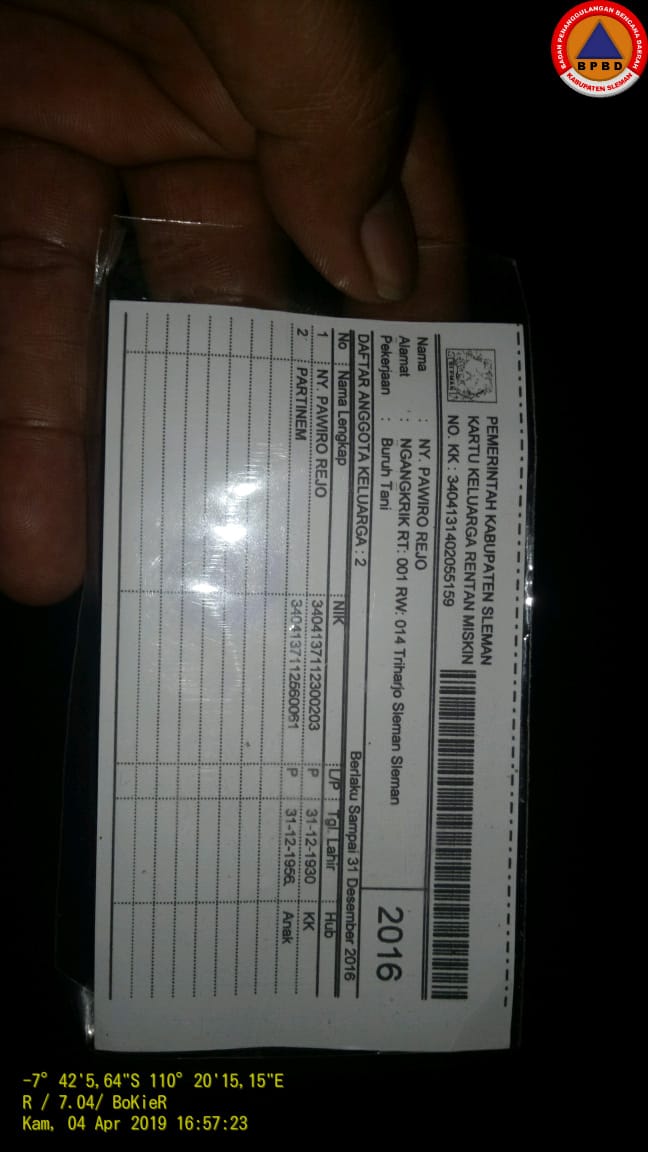 BADAN PENANGGULANGAN BENCANA DAERAH
BPBD
KABUPATEN SLEMAN
PEMERINTAH KABUPATEN SLEMAN
KARTU KELUARGA RENTAN MISKIN
NO. KK : 3404131402055159
SLEMAN
Nama : NY. PAWIRO REJO
Alamat : NGANGKRIK RT: 001 RW: 014 Triharjo Sleman Sleman
Pekerjaan : Buruh Tani
2016
DAFTAR ANGGOTA KELUARGA : 2 Berlaku Sampai 31 Desember 2016
No Nama Lengkap NIK L/P Tgl. Lahir Hub
1 NY. PAWIRO REJO 3404137112300203 P 31-12-1930 KK
2 PARTINEM 3404137112560061 P 31-12-1956 Anak
-7° 42'5,64"S 110° 20'15,15"E
R / 7.04/ BoKieR
Kam, 04 Apr 2019 16:57:23